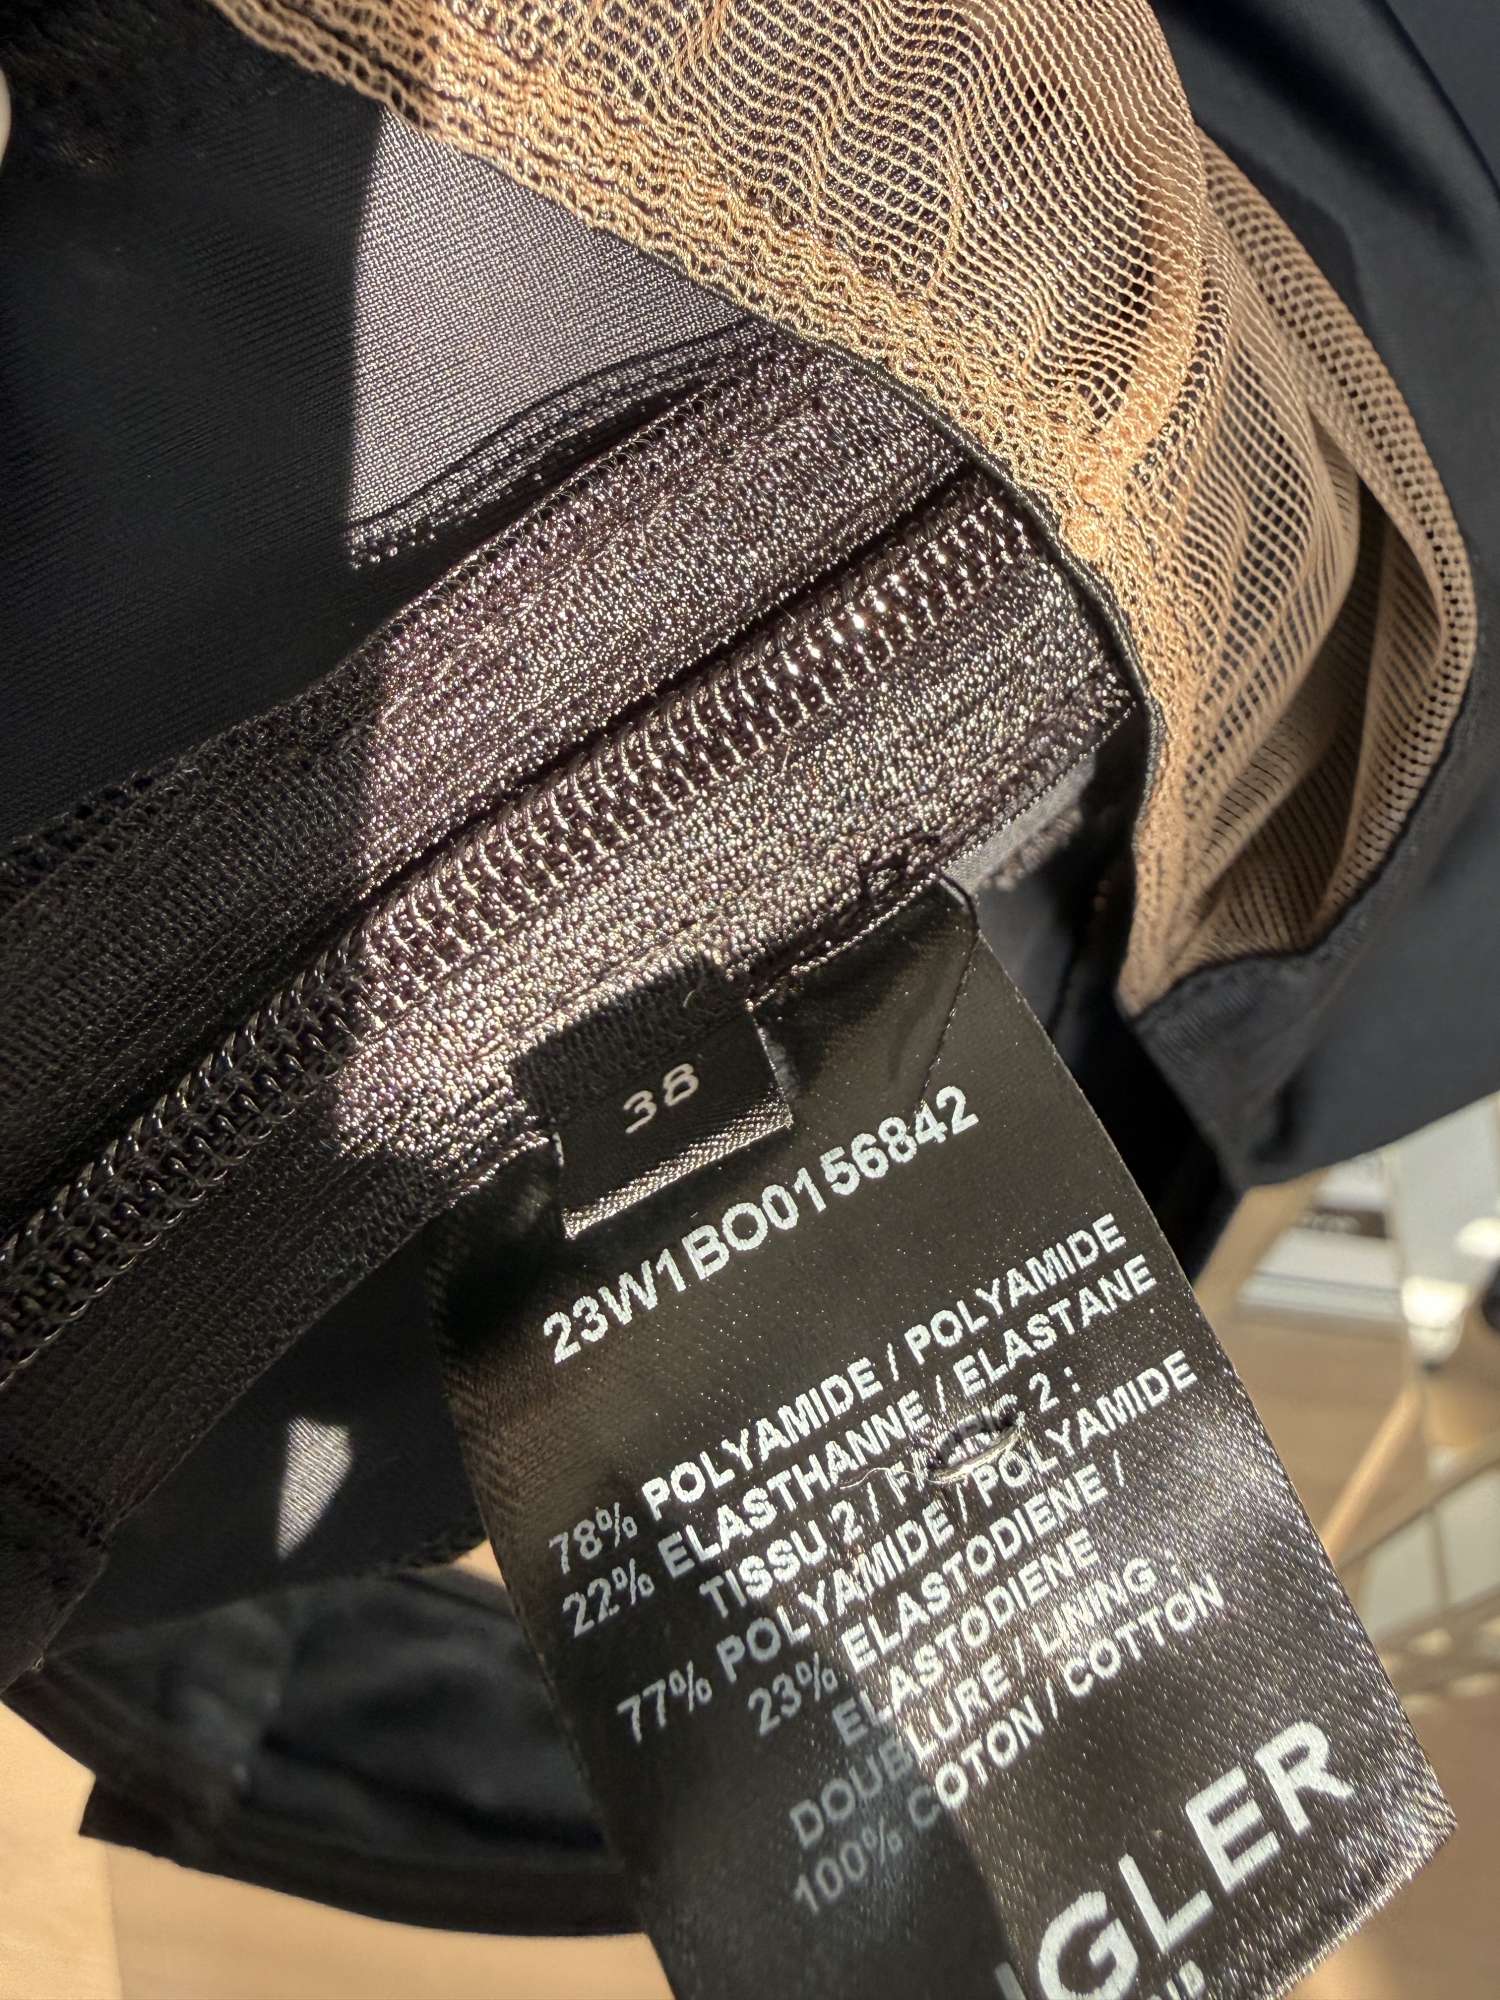 38
23W1BO0156842
78% POLYAMIDE / POLYAMIDE
22% ELASTHANNE / ELASTANE
TISSU 2 / FABRIC 2 :
77% POLYAMIDE / POLYAMIDE
23% ELASTODIENE /
ELASTODIENE
DOUBLURE / LINING :
100% COTON / COTTON
GLER